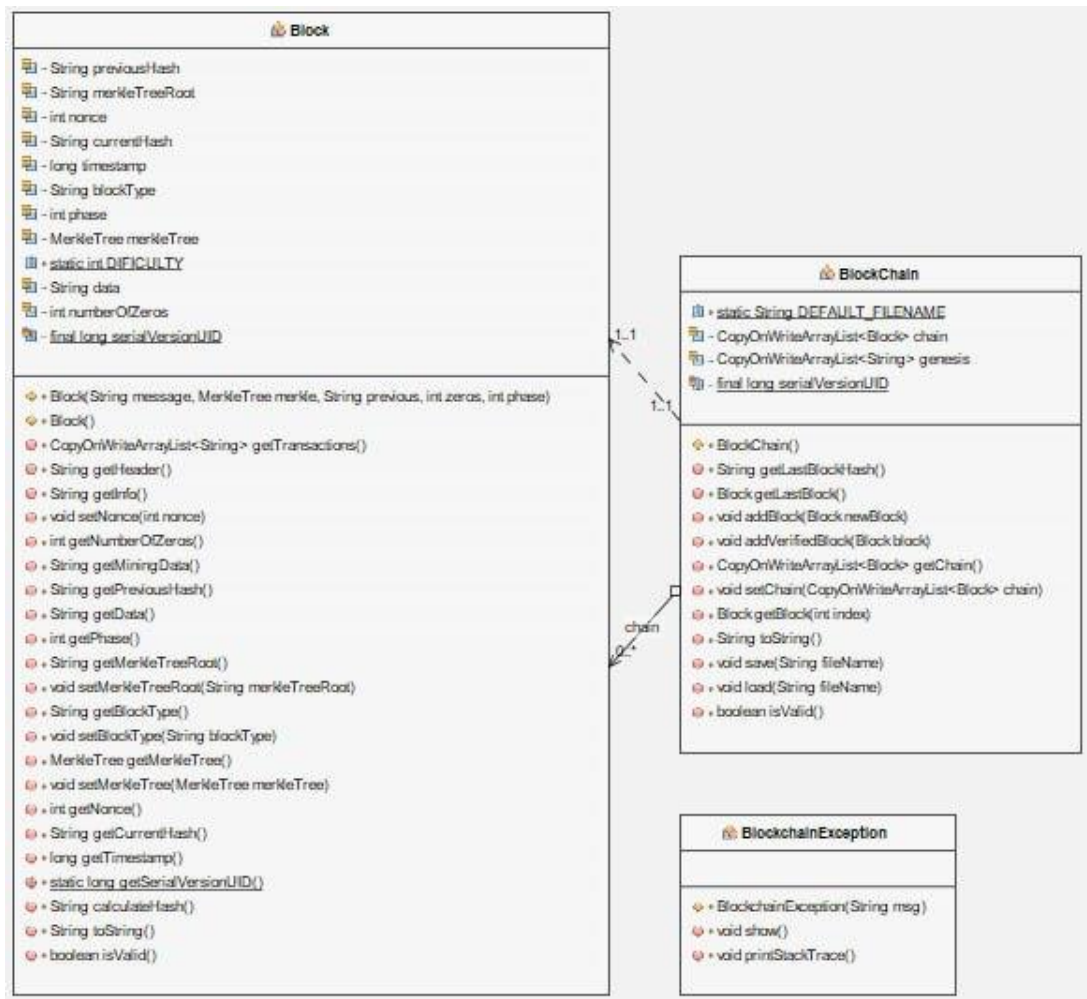 Block
- String previousHash
- String merkleTreeRoot
- int nonce
- String currentHash
- long timestamp
- String blockType
- int phase
- MerkleTree merkleTree
+ static int DIFICULTY
- String data
- int numberOfZeros
- final long serialVersionUID
+ Block(String message, MerkleTree merkle, String previous, int zeros, int phase)
+ Block()
+ CopyOnWriteArrayList<String> getTransactions()
+ String getHeader()
+ String getInfo()
+ void setNonce(int nonce)
+ int getNumberOfZeros()
+ String getMiningData()
+ String getPreviousHash()
+ String getData()
+ int getPhase()
+ String getMerkleTreeRoot()
+ void setMerkleTreeRoot(String merkleTreeRoot)
+ String getBlockType()
+ void setBlockType(String blockType)
+ MerkleTree getMerkleTree()
+ void setMerkleTree(MerkleTree merkleTree)
+ int getNonce()
+ String getCurrentHash()
+ long getTimestamp()
+ static long getSerialVersionUID()
+ String calculateHash()
+ String toString()
+ boolean isValid()
1..1
1..1
chain
0..*
BlockChain
+ static String DEFAULT_FILENAME
- CopyOnWriteArrayList<Block> chain
- CopyOnWriteArrayList<String> genesis
- final long serialVersionUID
+ BlockChain()
+ String getLastBlockHash()
+ Block getLastBlock()
+ void addBlock(Block newBlock)
+ void addVerifiedBlock(Block block)
+ CopyOnWriteArrayList<Block> getChain()
+ void setChain(CopyOnWriteArrayList<Block> chain)
+ Block getBlock(int index)
+ String toString()
+ void save(String fileName)
+ void load(String fileName)
+ boolean isValid()
BlockchainException
+ BlockchainException(String msg)
+ void show()
+ void printStackTrace()